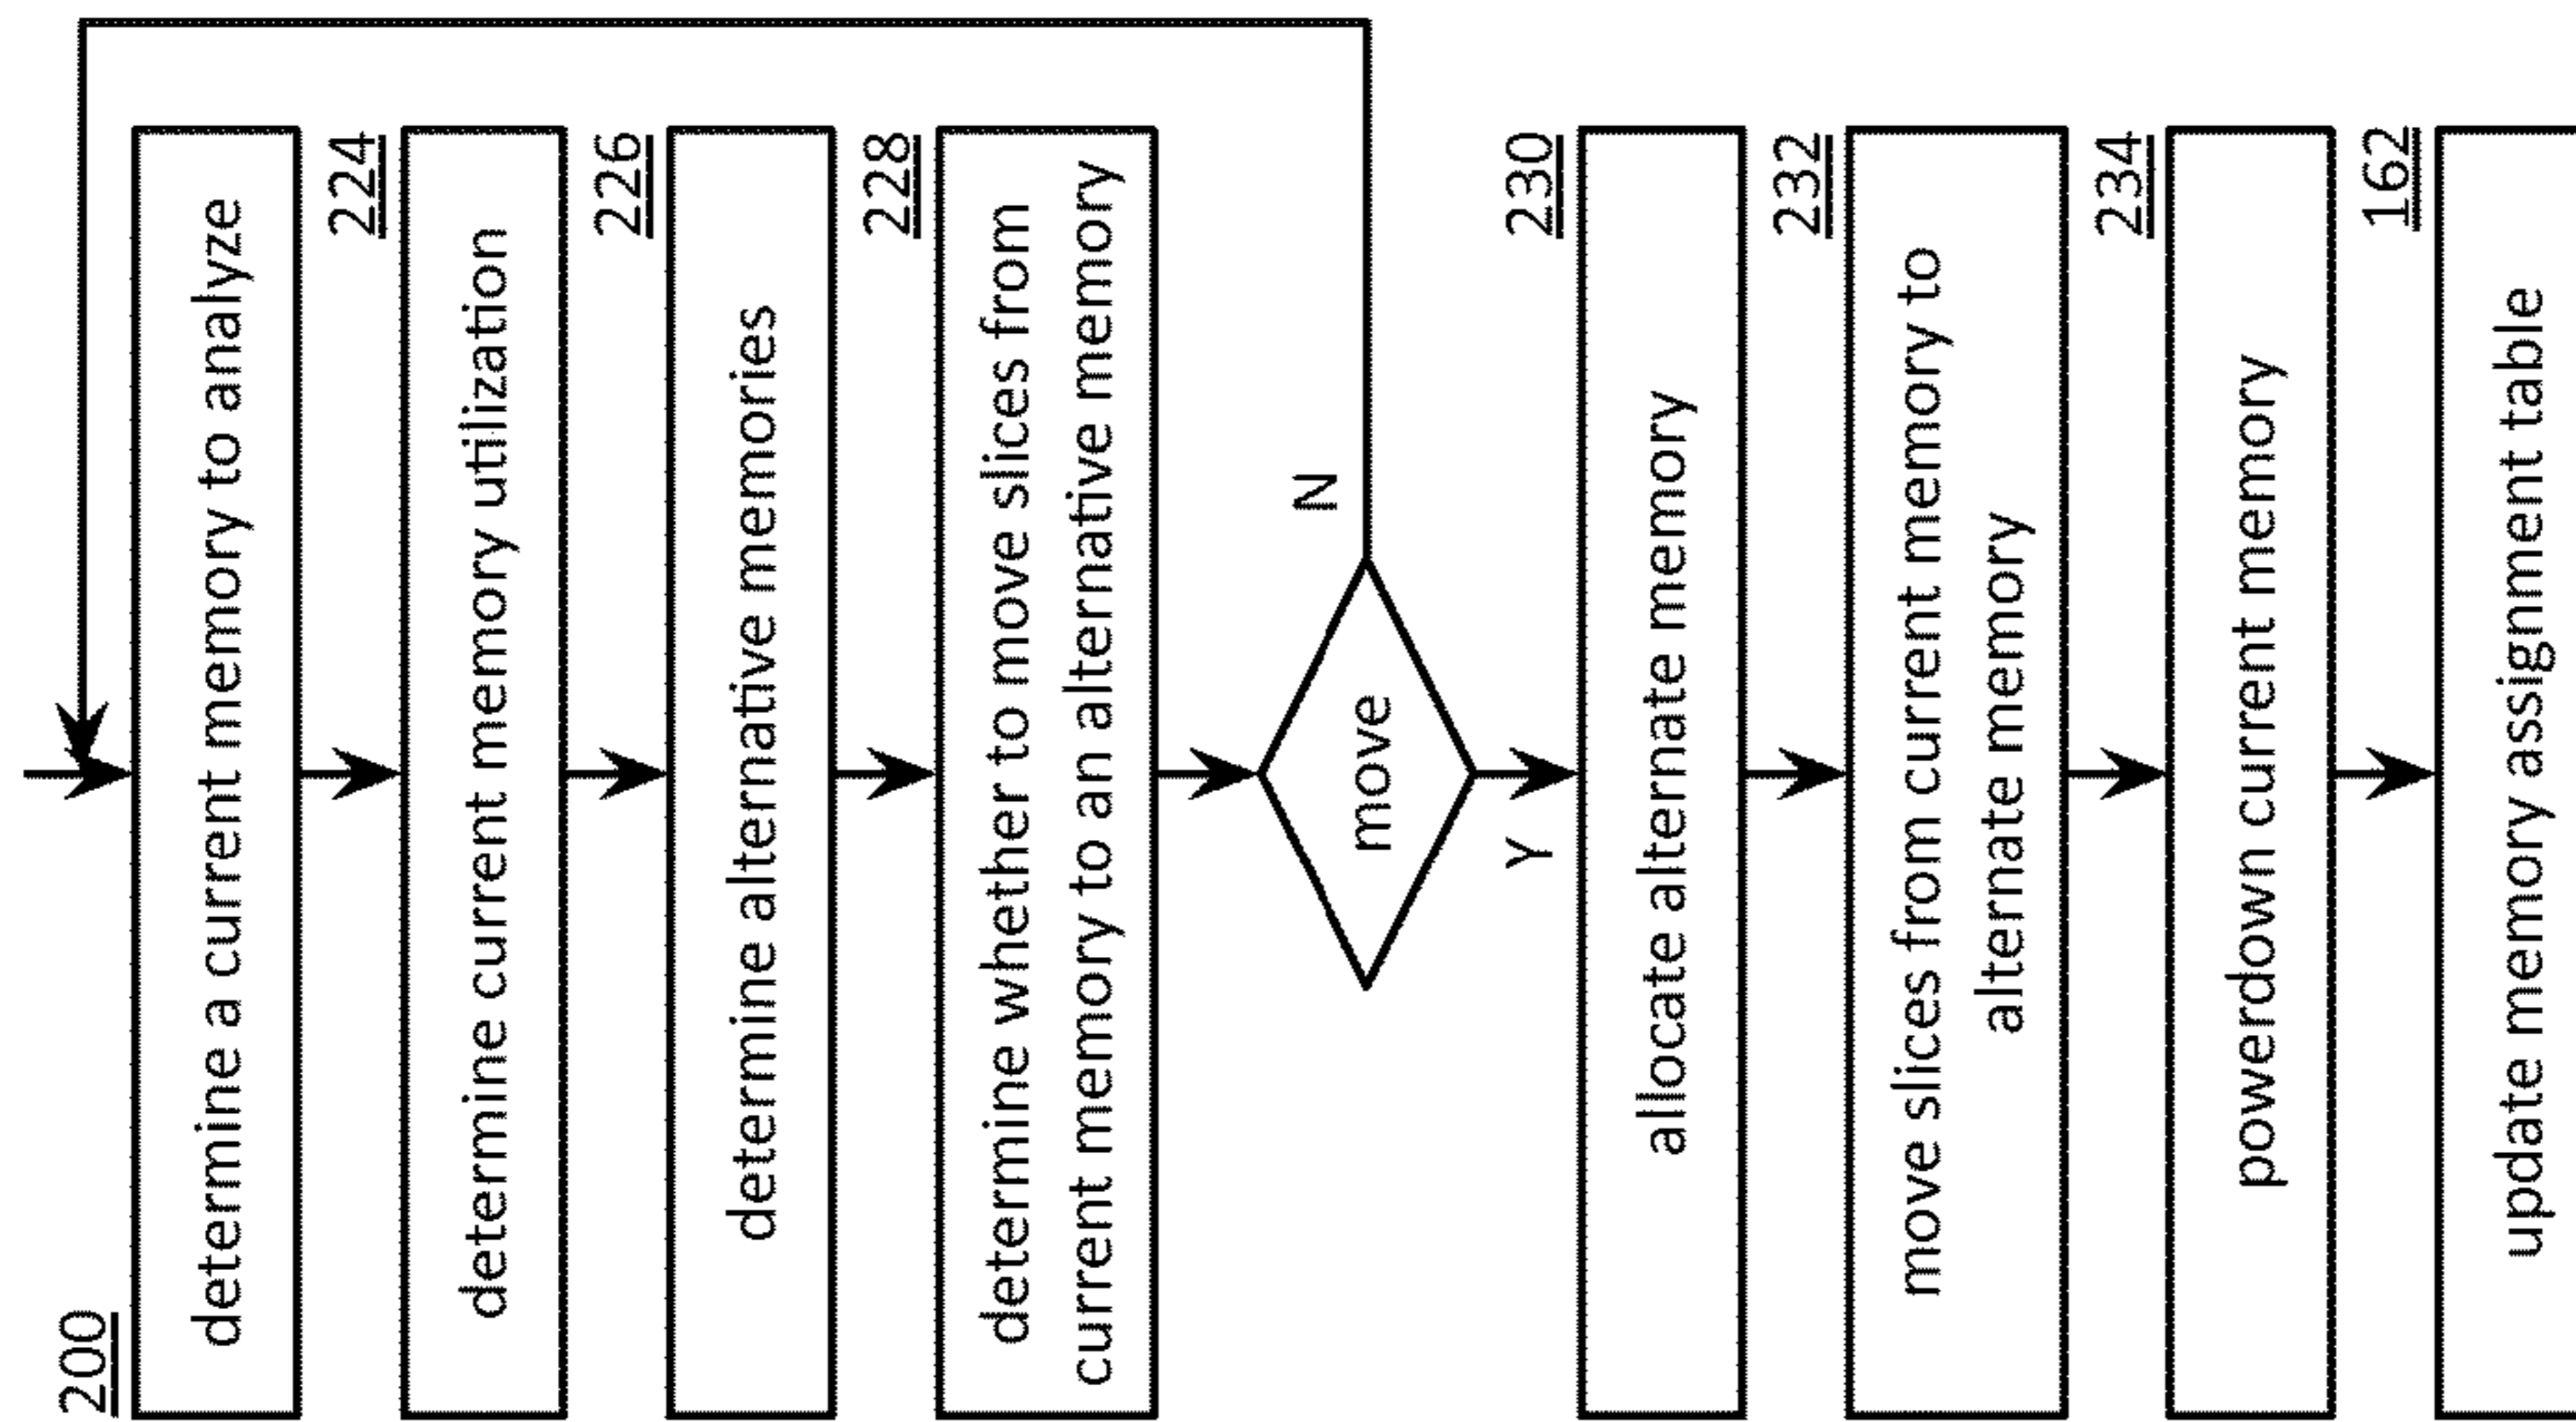 200
determine a current memory to analyze
224
determine current memory utilization
226
determine alternative memories
228
determine whether to move slices from
current memory to an alternative memory
move
N
Y
230
allocate alternate memory
232
move slices from current memory to
alternate memory
234
powerdown current memory
162
update memory assignment table